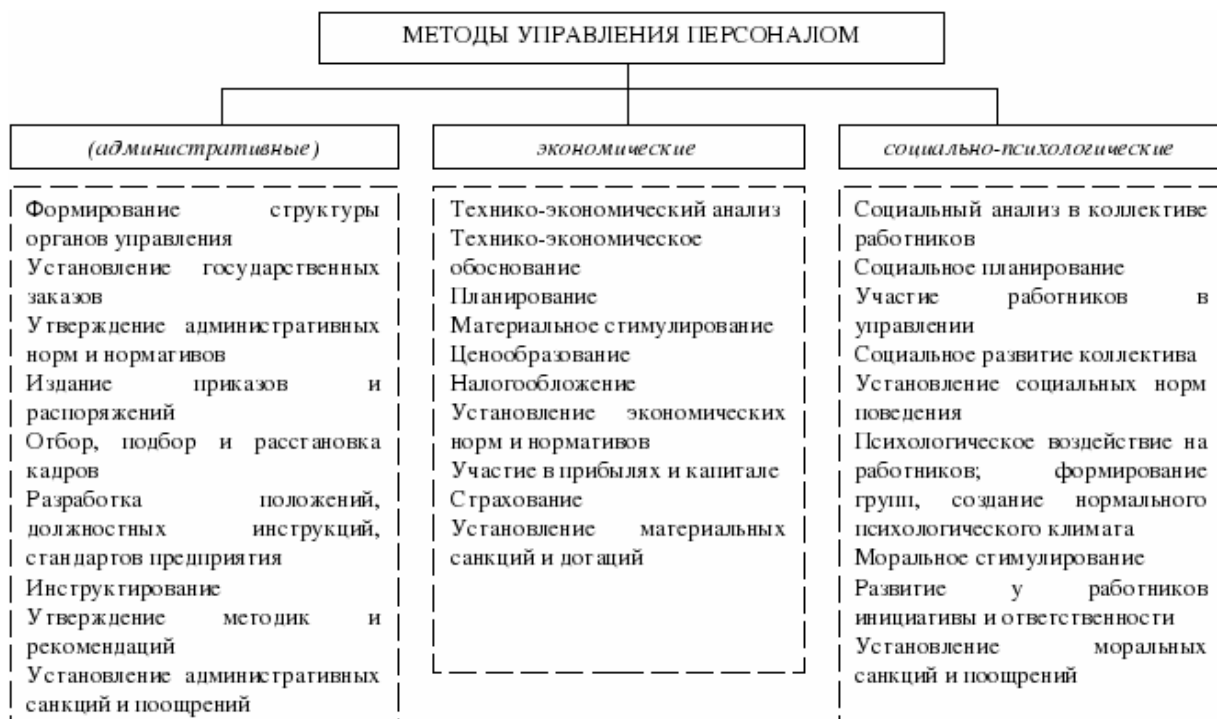 МЕТОДЫ УПРАВЛЕНИЯ ПЕРСОНАЛОМ
(административные)
Формирование структуры
органов управления
Установление государственных
заказов
Утверждение административных
норм и нормативов
Издание приказов и
распоряжений
Отбор, подбор и расстановка
кадров
Разработка положений,
должностных инструкций,
стандартов предприятия
Инструктирование
Утверждение методик и
рекомендаций
Установление административных
санкций и поощрений
экономические
Технико-экономический анализ
Технико-экономическое
обоснование
Планирование
Материальное стимулирование
Ценообразование
Налогообложение
Установление экономических
норм и нормативов
Участие в прибылях и капитале
Страхование
Установление материальных
санкций и дотаций
социально-психологические
Социальный анализ в коллективе
работников
Социальное планирование
Участие работников в
управлении
Социальное развитие коллектива
Установление социальных норм
поведения
Психологическое воздействие на
работников; формирование
групп, создание нормального
психологического климата
Моральное стимулирование
Развитие у работников
инициативы и ответственности
Установление моральных
санкций и поощрений